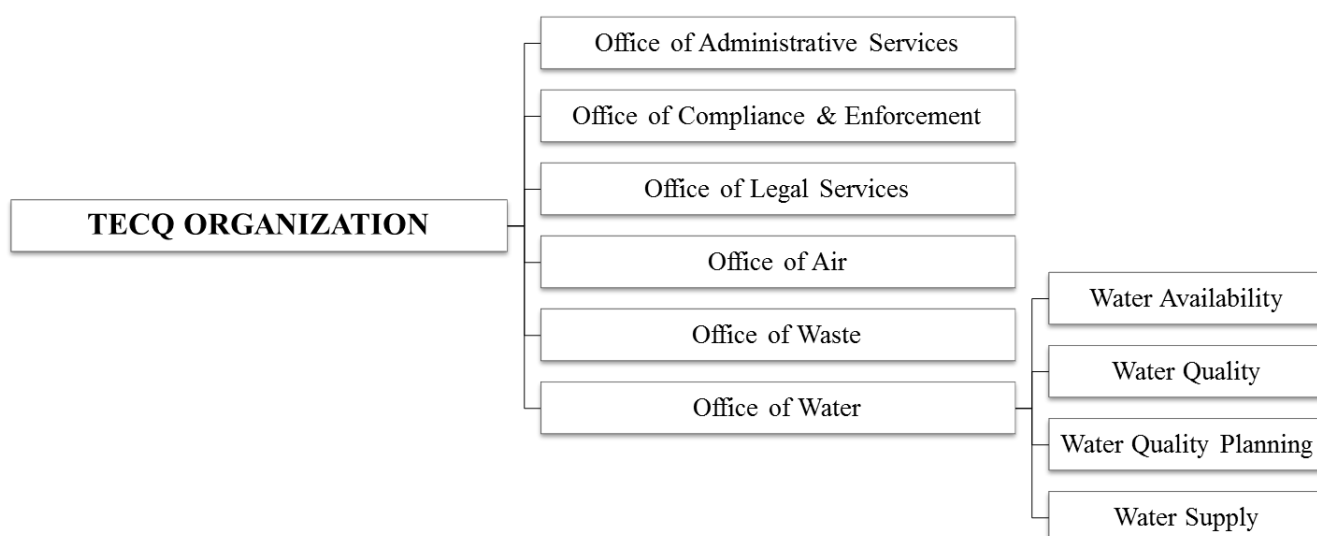 TECQ ORGANIZATION
Office of Administrative Services
Office of Compliance & Enforcement
Office of Legal Services
Office of Air
Office of Waste
Office of Water
Water Availability
Water Quality
Water Quality Planning
Water Supply